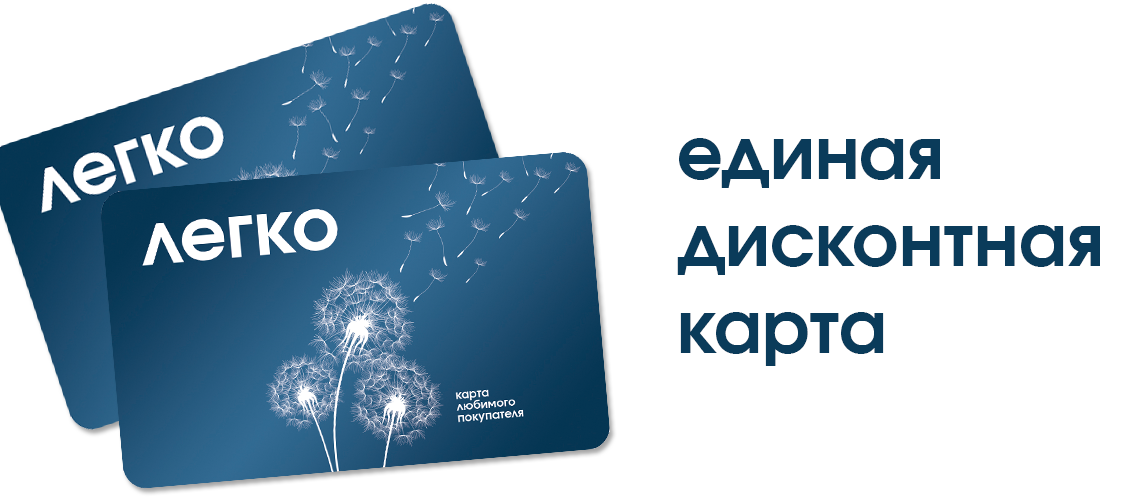 легко
легко
карта
любимого
покупателя
единая
дисконтная
карта